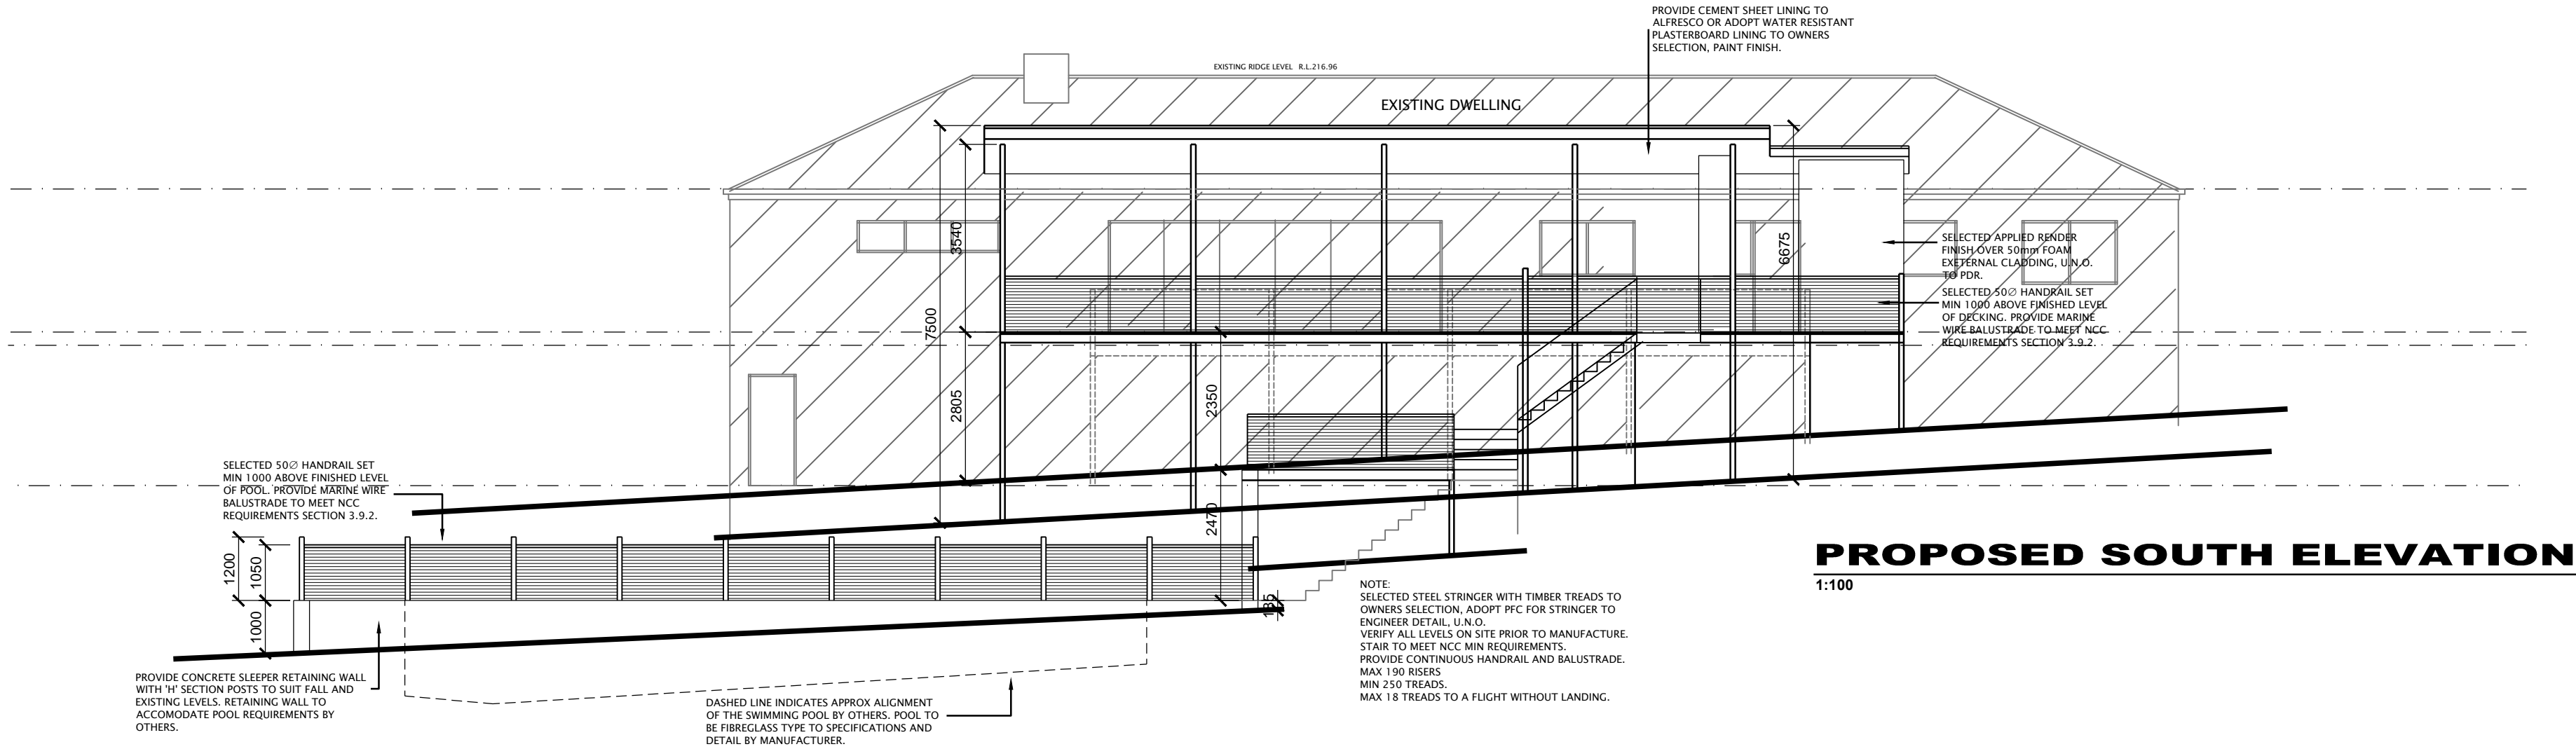 PROVIDE CEMENT SHEET LINING TO
ALFRESCO OR ADOPT WATER RESISTANT
PLASTERBOARD LINING TO OWNERS
SELECTION, PAINT FINISH.
EXISTING RIDGE LEVEL R.L.216.96
EXISTING DWELLING
3540
6675
7500
2805
2350
2470
SELECTED APPLIED RENDER
FINISH OVER 50mm FOAM
EXETERNAL CLADDING, U.N.O.
TO PDR.
SELECTED 50∅ HANDRAIL SET
MIN 1000 ABOVE FINISHED LEVEL
OF DECKING. PROVIDE MARINE
WIRE BALUSTRADE TO MEET NCC
REQUIREMENTS SECTION 3.9.2.
SELECTED 50∅ HANDRAIL SET
MIN 1000 ABOVE FINISHED LEVEL
OF POOL. PROVIDE MARINE WIRE
BALUSTRADE TO MEET NCC
REQUIREMENTS SECTION 3.9.2.
1200
1050
1000
185
PROPOSED SOUTH ELEVATION
1:100
NOTE:
SELECTED STEEL STRINGER WITH TIMBER TREADS TO
OWNERS SELECTION, ADOPT PFC FOR STRINGER TO
ENGINEER DETAIL, U.N.O.
VERIFY ALL LEVELS ON SITE PRIOR TO MANUFACTURE.
STAIR TO MEET NCC MIN REQUIREMENTS.
PROVIDE CONTINUOUS HANDRAIL AND BALUSTRADE.
MAX 190 RISERS
MIN 250 TREADS.
MAX 18 TREADS TO A FLIGHT WITHOUT LANDING.
PROVIDE CONCRETE SLEEPER RETAINING WALL
WITH 'H' SECTION POSTS TO SUIT FALL AND
EXISTING LEVELS. RETAINING WALL TO
ACCOMODATE POOL REQUIREMENTS BY
OTHERS.
DASHED LINE INDICATES APPROX ALIGNMENT
OF THE SWIMMING POOL BY OTHERS. POOL TO
BE FIBREGLASS TYPE TO SPECIFICATIONS AND
DETAIL BY MANUFACTURER.